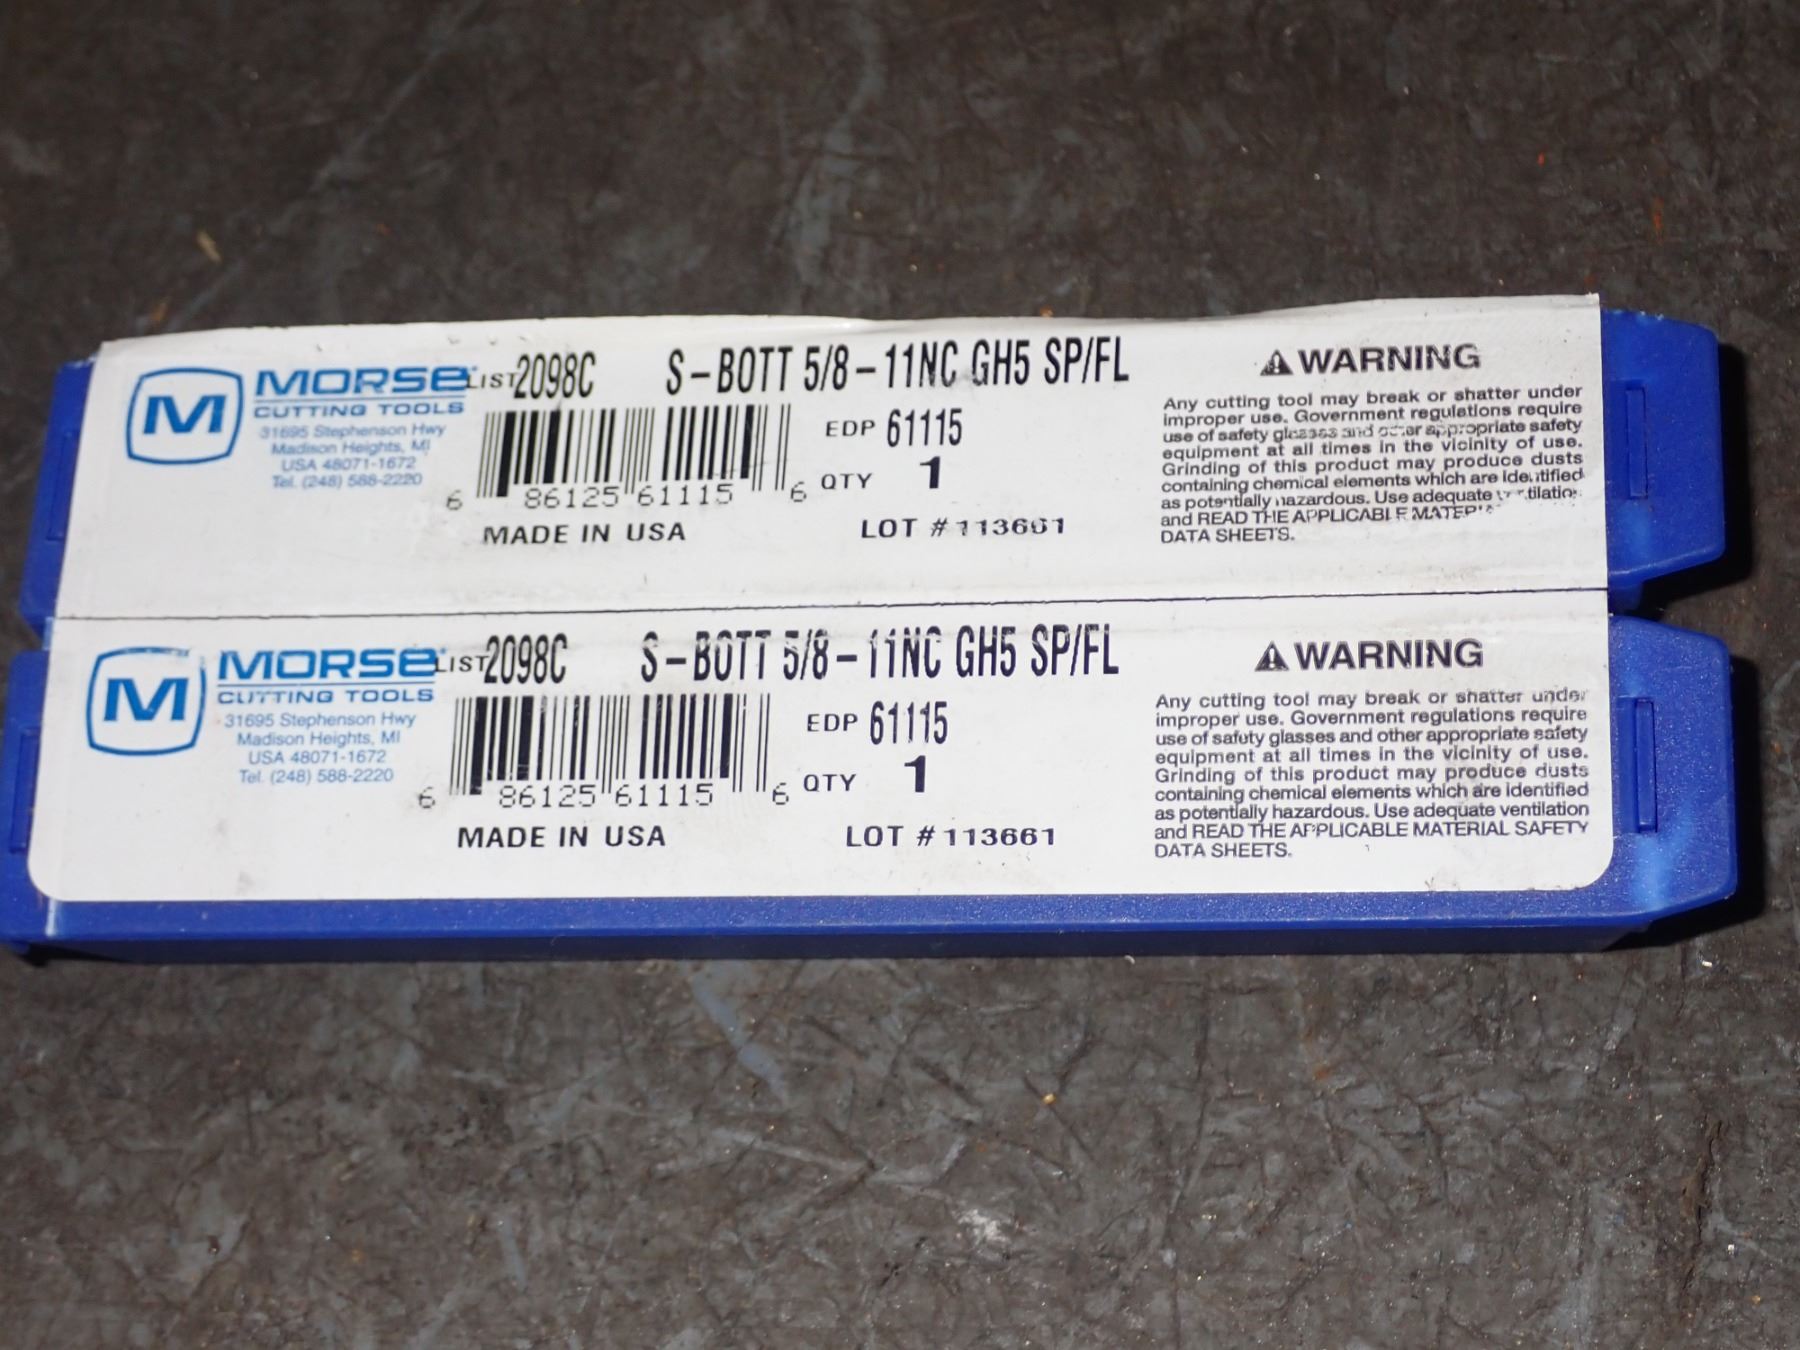 M MORSE LIST 2098C S-BOTT 5/8-11NC GH5 SP/FL
CUTTING TOOLS
31695 Stephenson Hwy
Madison Heights, MI
USA 48071-1672
Tel. (248) 588-2220
EDP 61115
QTY 1
6 86125 61115 6
MADE IN USA LOT # 113661
WARNING
Any cutting tool may break or shatter under
improper use. Government regulations require
use of safety glasses and other appropriate safety
equipment at all times in the vicinity of use.
Grinding of this product may produce dusts
containing chemical elements which are identified
as potentially hazardous. Use adequate ventilation
and READ THE APPLICABLE
DATA SHEETS.
M MORSE LIST 2098C S-BOTT 5/8-11NC GH5 SP/FL
CUTTING TOOLS
31695 Stephenson Hwy
Madison Heights, MI
USA 48071-1672
Tel. (248) 588-2220
EDP 61115
QTY 1
6 86125 61115 6
MADE IN USA LOT # 113661
WARNING
Any cutting tool may break or shatter under
improper use. Government regulations require
use of safety glasses and other appropriate safety
equipment at all times in the vicinity of use.
Grinding of this product may produce dusts
containing chemical elements which are identified
as potentially hazardous. Use adequate ventilation
and READ THE APPLICABLE MATERIAL SAFETY
DATA SHEETS.